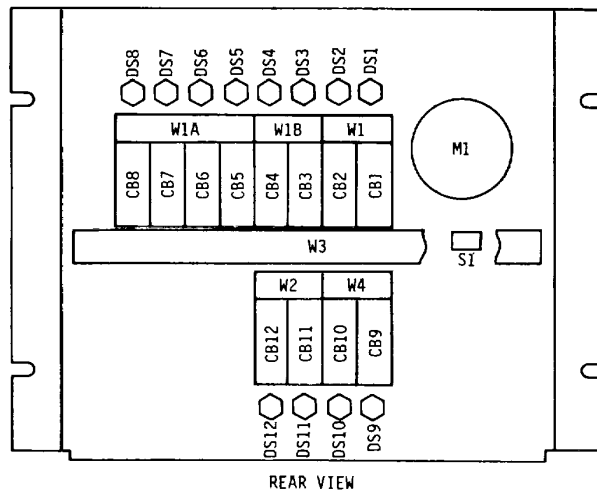 DS8 DS7 DS6 DS5 DS4 DS3 DS2 DS1
W1A W1B W1
M1
CB8 CB7 CB6 CB5 CB4 CB3 CB2 CB1
W3
S1
W2 W4
CB12 CB11 CB10 CB9
DS12 DS11 DS10 DS9
REAR VIEW